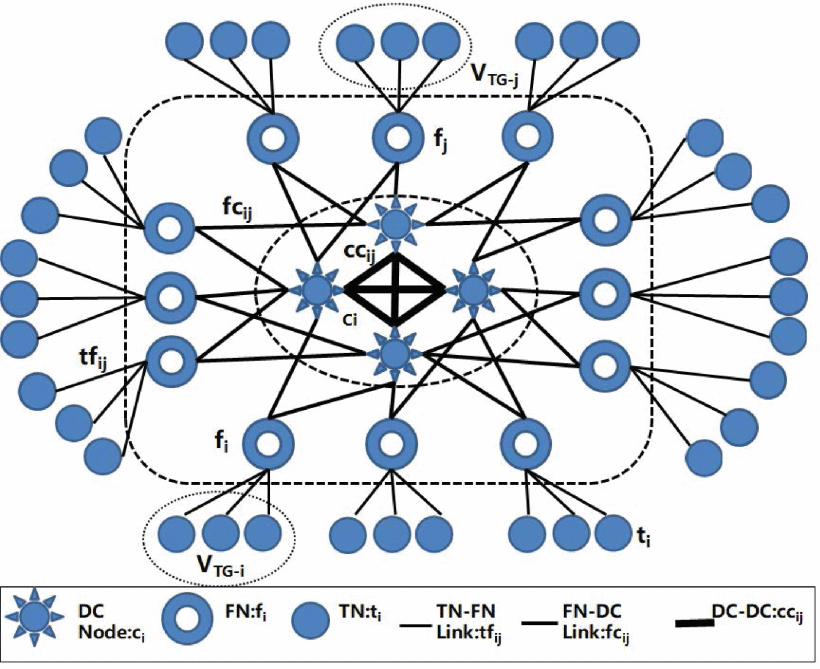 V_TG-j
f_j
fc_ij
cc_ij
c_i
tf_ij
f_i
t_i
V_TG-i
DC FN:f_i TN:t_i TN-FN FN-DC DC-DC:cc_ij
Node:c_i Link:tf_ij Link:fc_ij